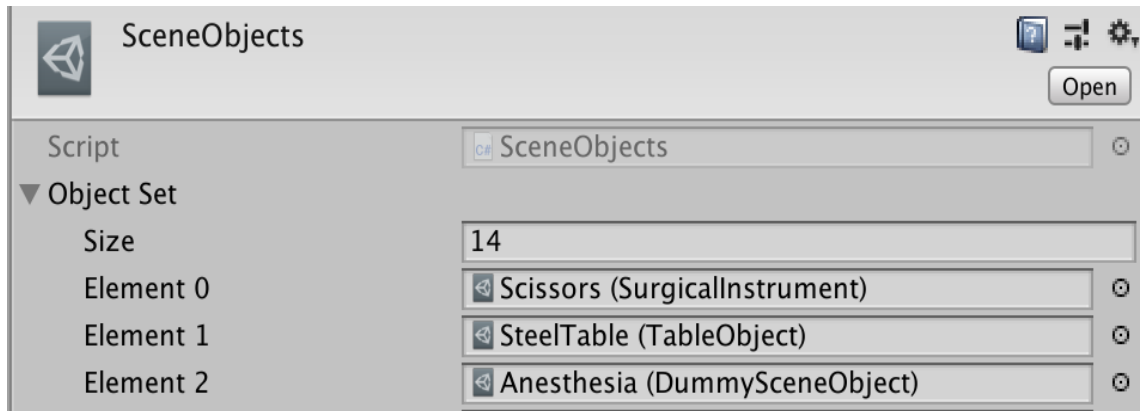 SceneObjects
Open
Script C# SceneObjects
Object Set
Size 14
Element 0 Scissors (SurgicalInstrument)
Element 1 SteelTable (TableObject)
Element 2 Anesthesia (DummySceneObject)